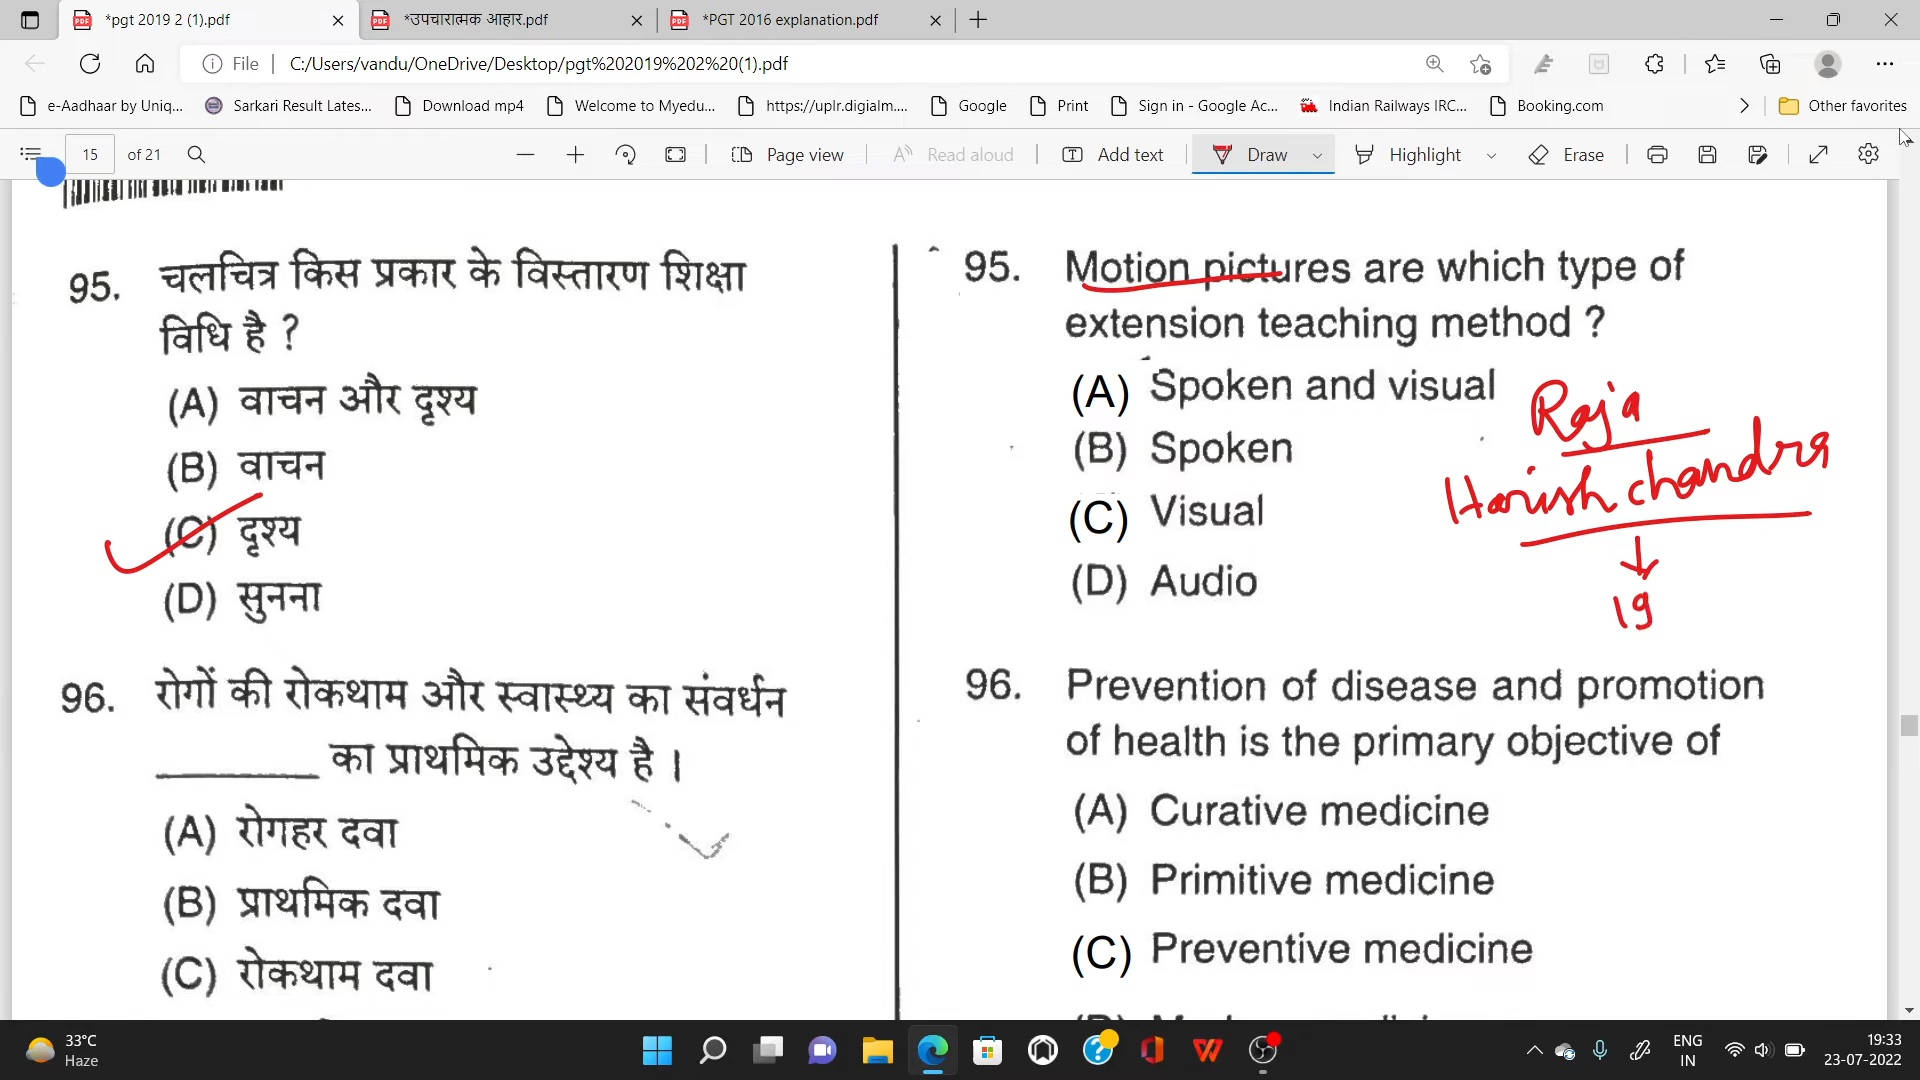 *pgt 2019 2 (1).pdf
*उपचारात्मक आहार.pdf
*PGT 2016 explanation.pdf
File
C:/Users/vandu/OneDrive/Desktop/pgt%202019%202%20(1).pdf
e-Aadhaar by Uniq...
Sarkari Result Lates...
Download mp4
Welcome to Myedu...
https://uplr.digialm....
Google
Print
Sign in - Google Ac...
Indian Railways IRC...
Booking.com
Other favorites
15 of 21
Page view
Read aloud
Add text
Draw
Highlight
Erase
95. चलचित्र किस प्रकार के विस्तारण शिक्षा
विधि है ?
(A) वाचन और दृश्य
(B) वाचन
(C) दृश्य
(D) सुनना
96. रोगों की रोकथाम और स्वास्थ्य का संवर्धन
________ का प्राथमिक उद्देश्य है ।
(A) रोगहर दवा
(B) प्राथमिक दवा
(C) रोकथाम दवा
95. Motion pictures are which type of
extension teaching method ?
(A) Spoken and visual
(B) Spoken
(C) Visual
(D) Audio
Raja
Harish chandra
19
96. Prevention of disease and promotion
of health is the primary objective of
(A) Curative medicine
(B) Primitive medicine
(C) Preventive medicine
33°C
Haze
ENG
IN
19:33
23-07-2022